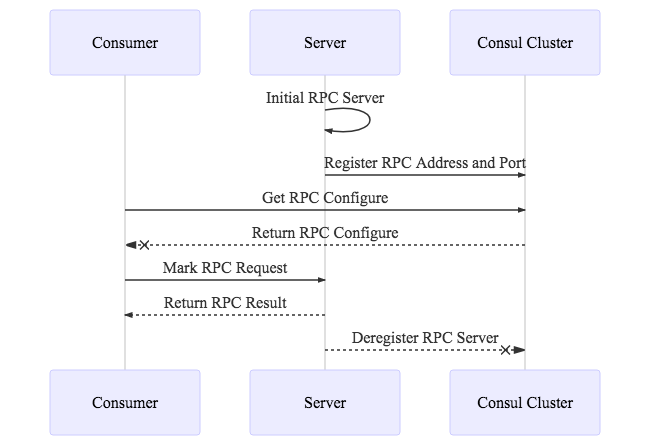 Consumer
Server
Consul Cluster
Initial RPC Server
Register RPC Address and Port
Get RPC Configure
Return RPC Configure
Mark RPC Request
Return RPC Result
Deregister RPC Server
Consumer
Server
Consul Cluster